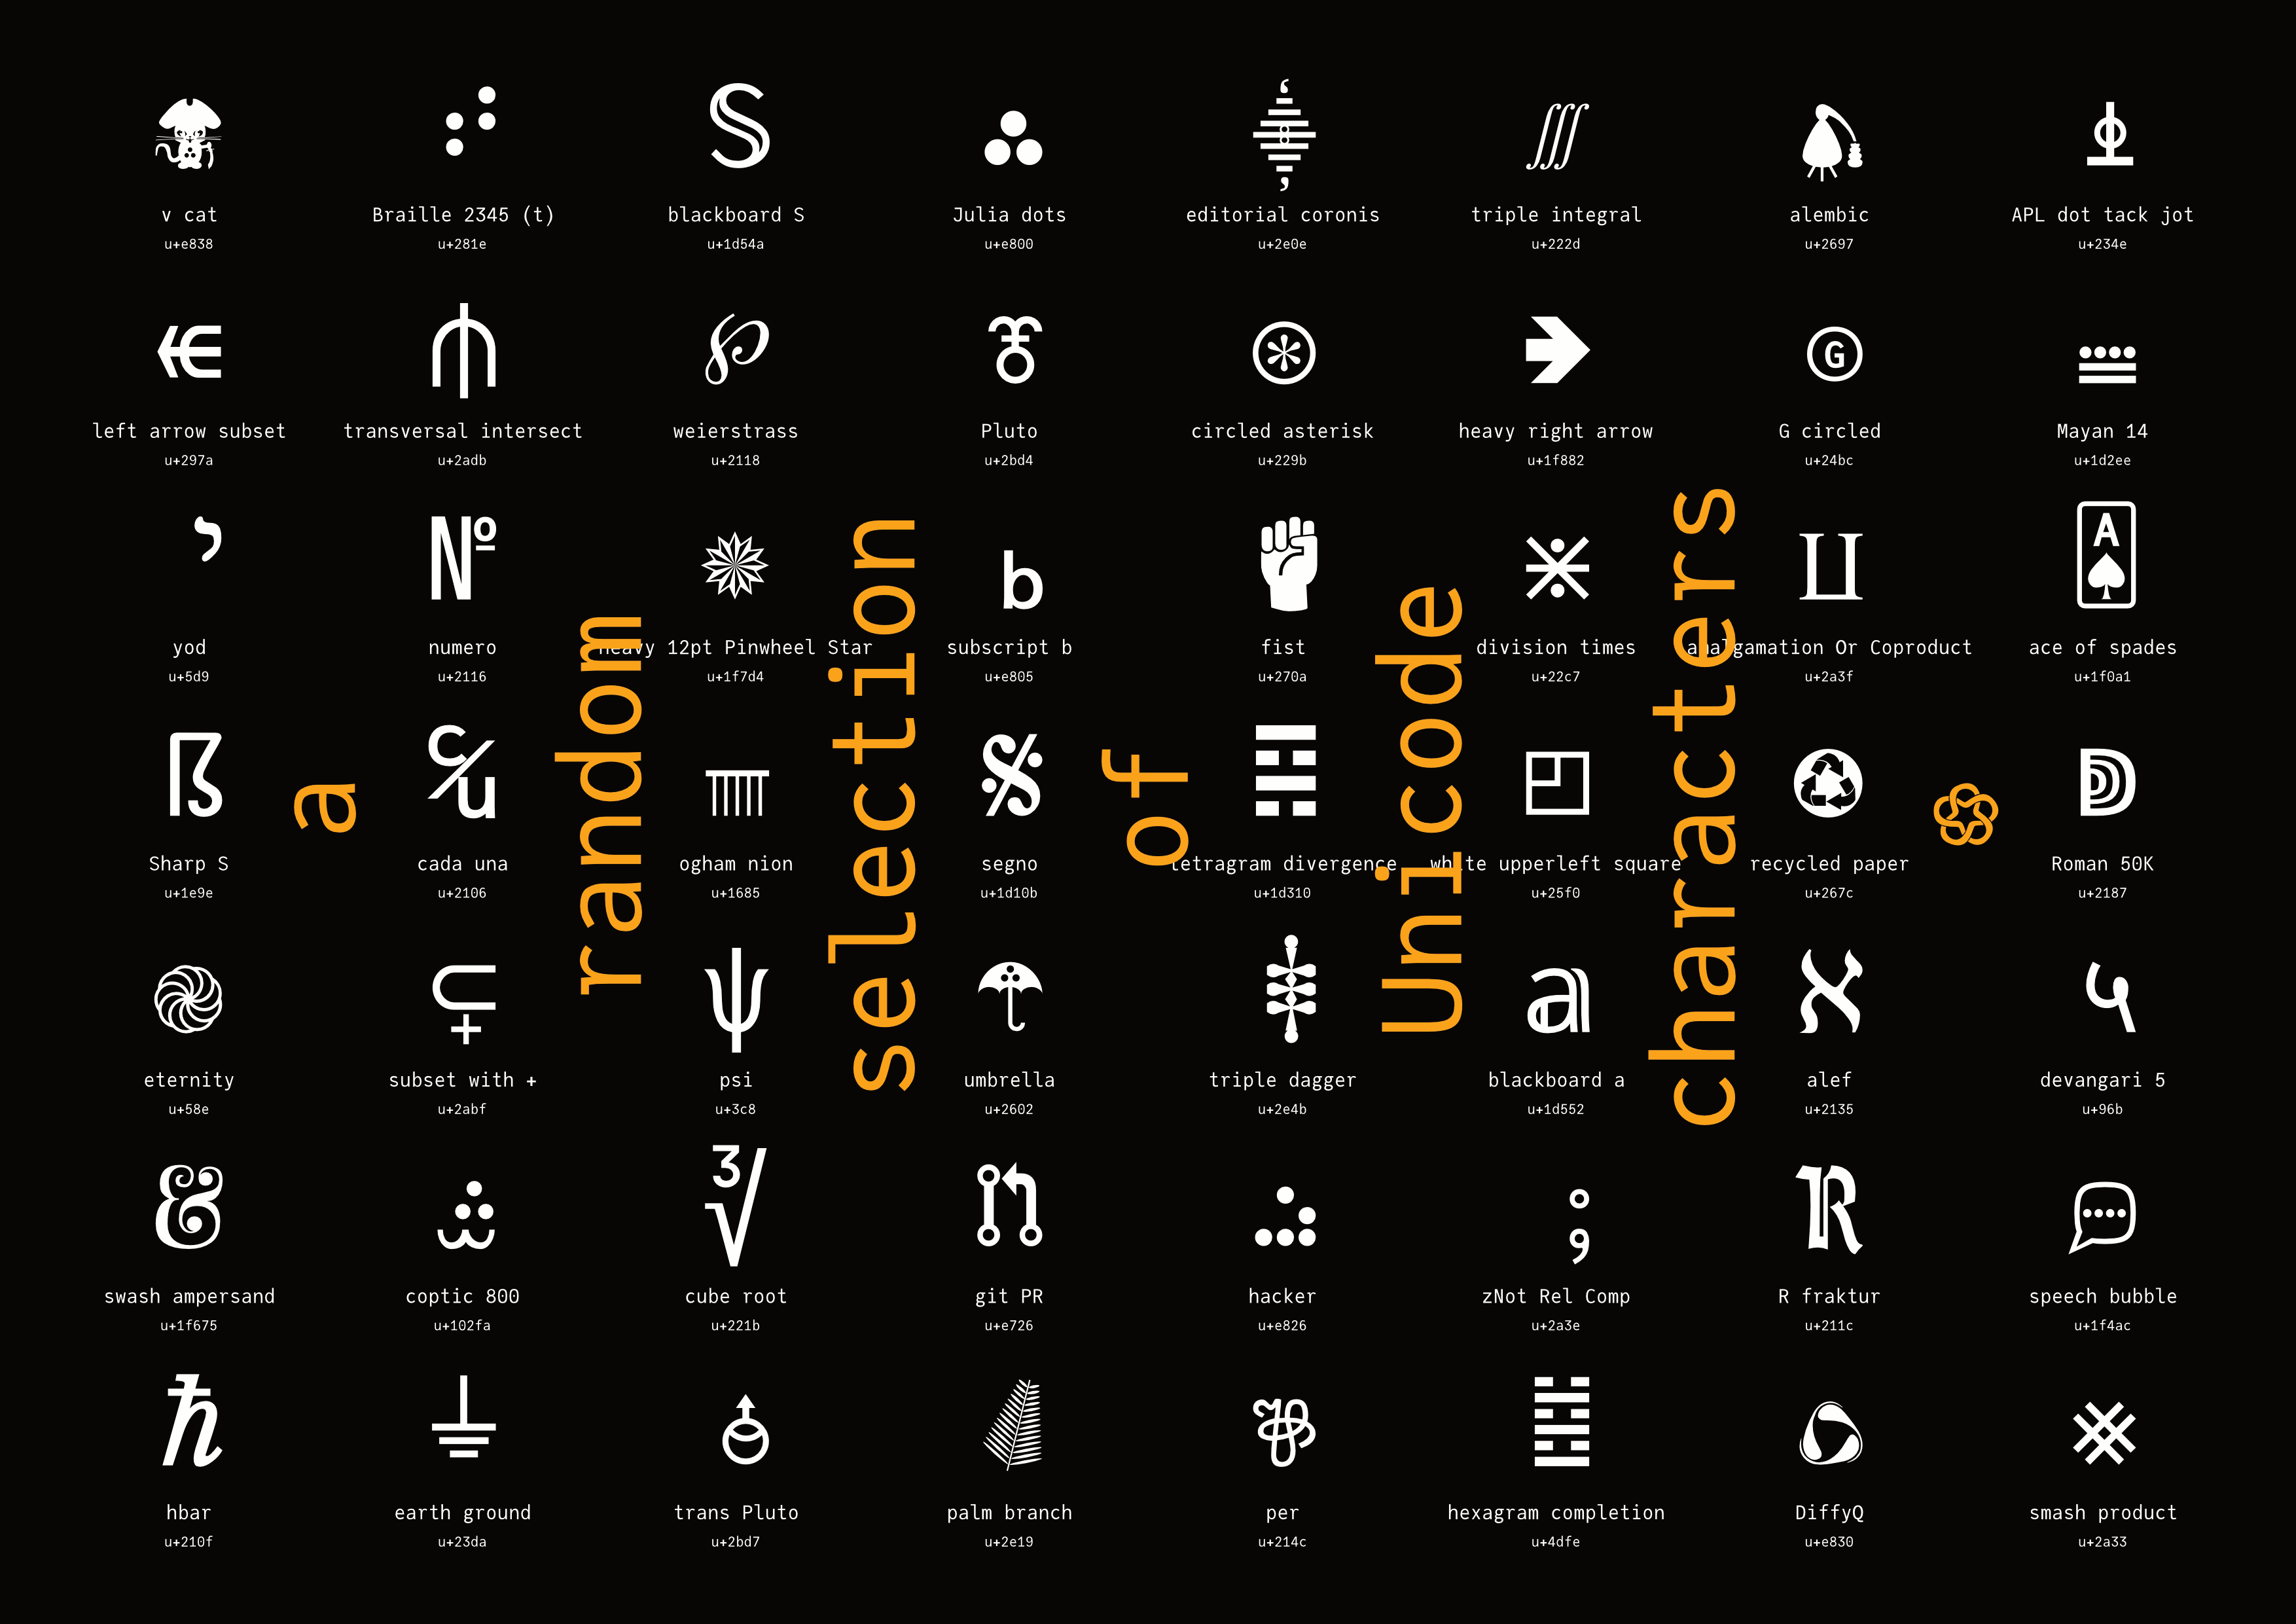 v cat Braille 2345 (t) blackboard S Julia dots editorial coronis triple integral alembic APL dot tack jot
u+e838 u+281e u+1d54a u+e800 u+2e0e u+222d u+2697 u+234e
left arrow subset transversal intersect weierstrass Pluto circled asterisk heavy right arrow G circled Mayan 14
u+297a u+2adb u+2118 u+2bd4 u+229b u+1f882 u+24bc u+1d2ee
yod numero heavy 12pt Pinwheel Star subscript b fist division times amalgamation Or Coproduct ace of spades
u+5d9 u+2116 u+1f7d4 u+e805 u+270a u+22c7 u+2a3f u+1f0a1
Sharp S cada una ogham nion segno tetragram divergence white upperleft square recycled paper Roman 50K
u+1e9e u+2106 u+1685 u+1d10b u+1d310 u+25f0 u+267c u+2187
eternity subset with + psi umbrella triple dagger blackboard a alef devangari 5
u+58e u+2abf u+3c8 u+2602 u+2e4b u+1d552 u+2135 u+96b
swash ampersand coptic 800 cube root git PR hacker zNot Rel Comp R fraktur speech bubble
u+1f675 u+102fa u+221b u+e726 u+e826 u+2a3e u+211c u+1f4ac
hbar earth ground trans Pluto palm branch per hexagram completion DiffyQ smash product
u+210f u+23da u+2bd7 u+2e19 u+214c u+4dfe u+e830 u+2a33
a
random
selection
of
Unicode
characters